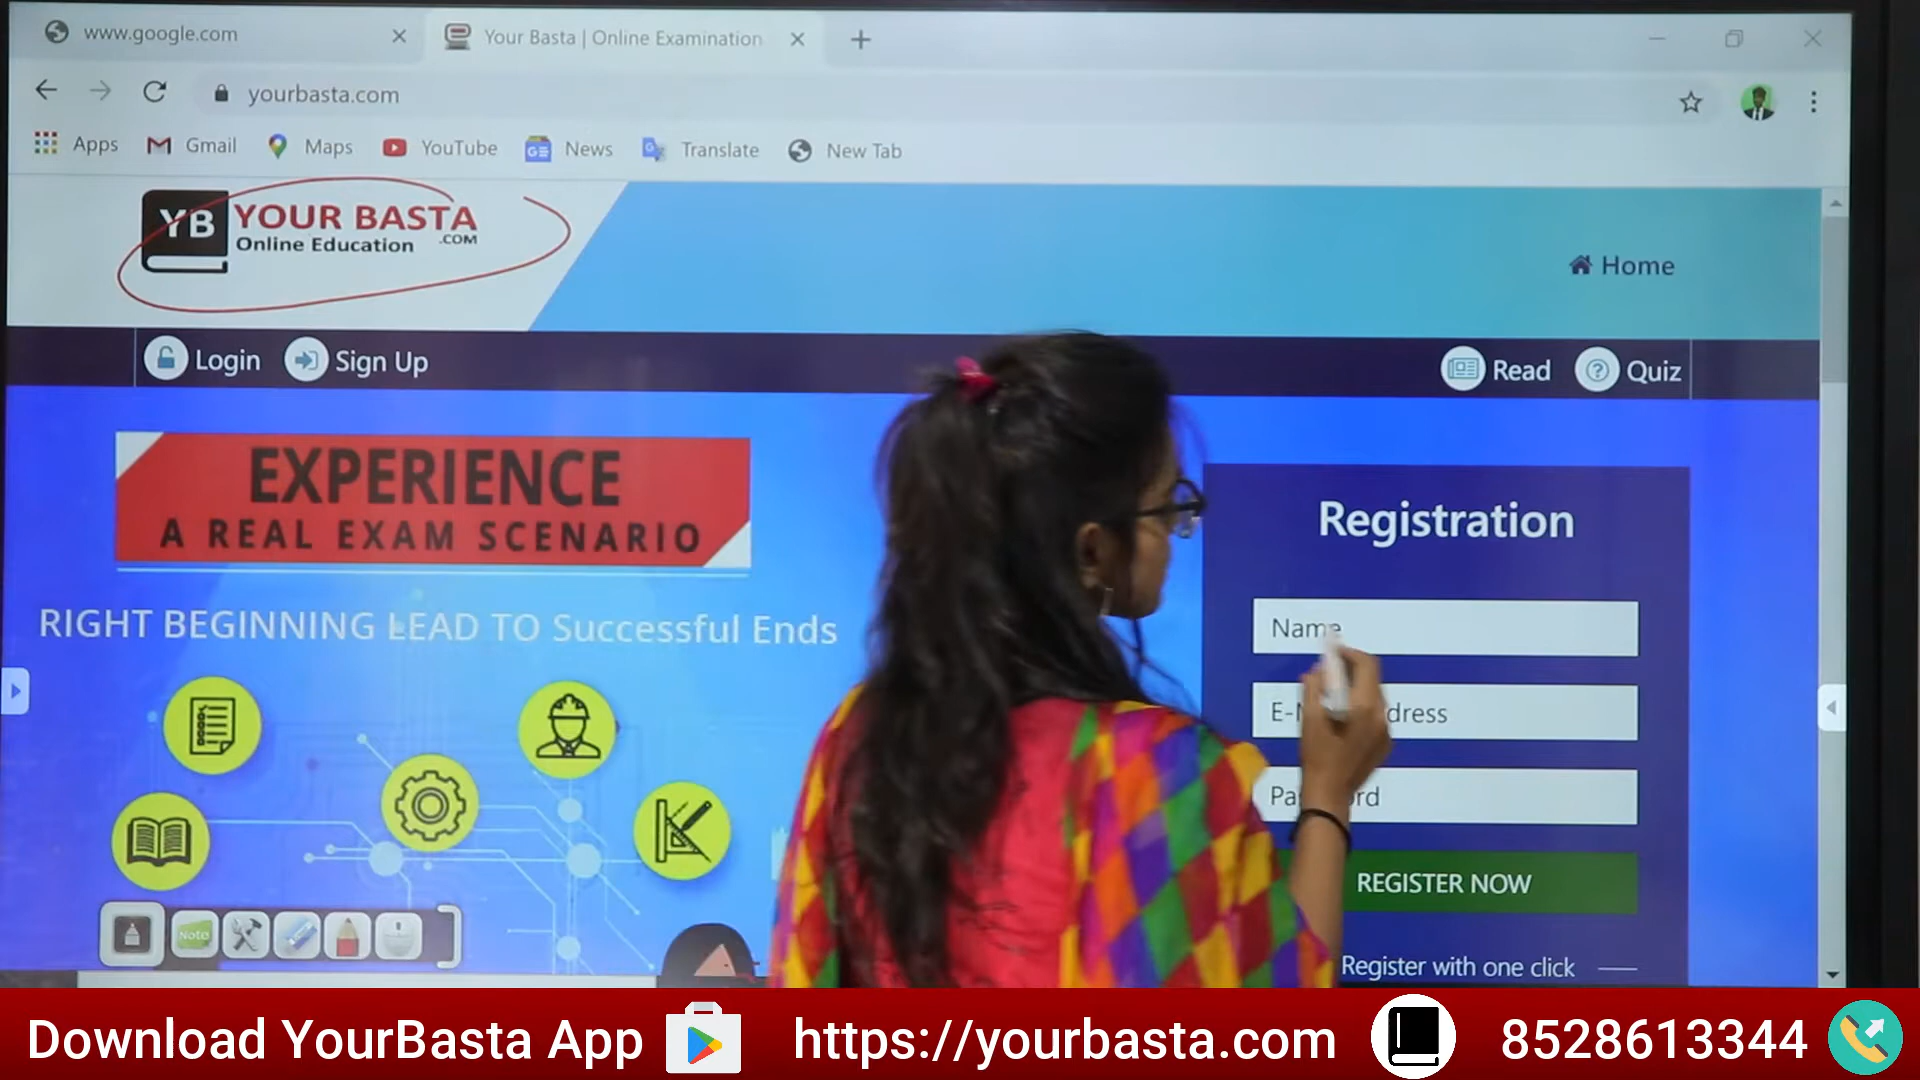 www.google.com
Your Basta | Online Examination
yourbasta.com
Apps
Gmail
Maps
YouTube
News
Translate
New Tab
YB
YOUR BASTA
.COM
Online Education
Home
Login
Sign Up
Read
Quiz
EXPERIENCE
A REAL EXAM SCENARIO
RIGHT BEGINNING LEAD TO Successful Ends
Registration
Name
REGISTER NOW
Register with one click
Note
Download YourBasta App
https://yourbasta.com
8528613344